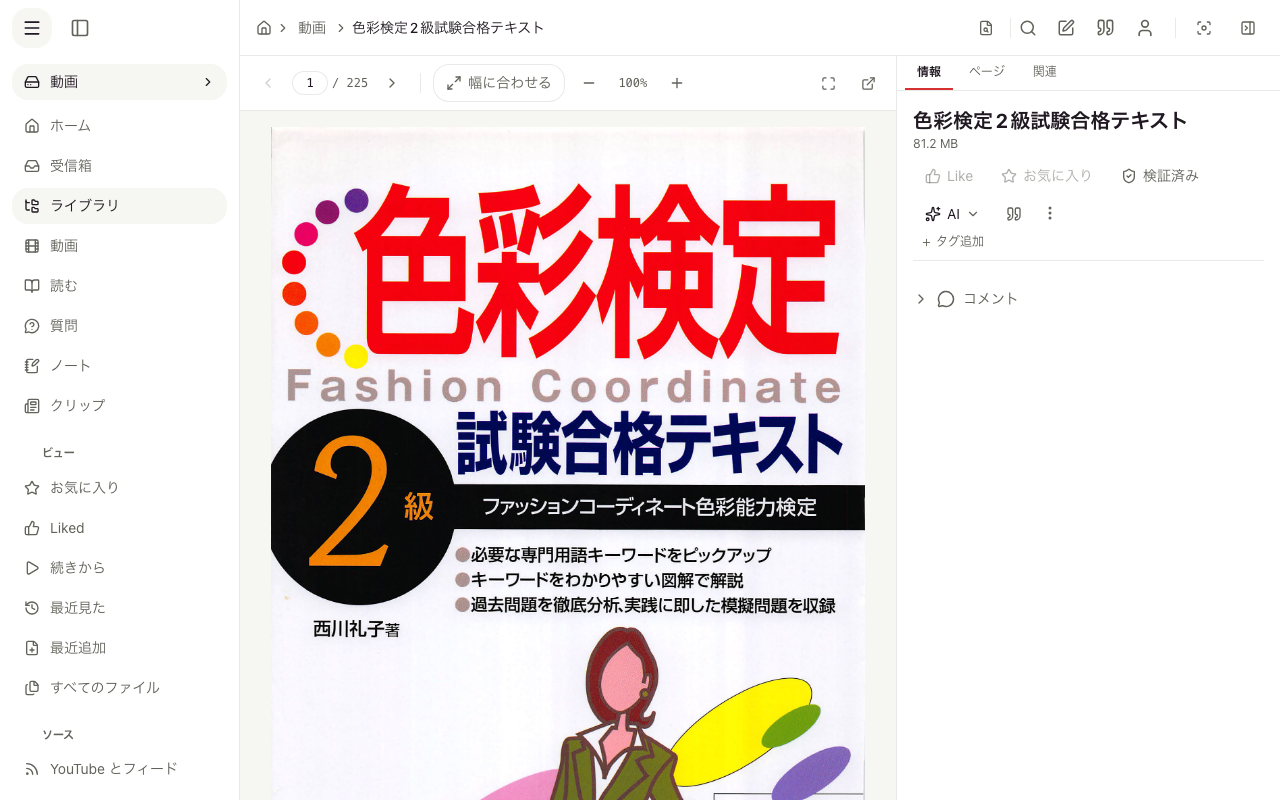 動画
色彩検定2級試験合格テキスト
動画
ホーム
受信箱
ライブラリ
動画
読む
質問
ノート
クリップ
ビュー
お気に入り
Liked
続きから
最近見た
最近追加
すべてのファイル
ソース
YouTube とフィード
1 / 225
幅に合わせる
100%
色彩検定
Fashion Coordinate
試験合格テキスト
2級
ファッションコーディネート色彩能力検定
●必要な専門用語キーワードをピックアップ
●キーワードをわかりやすい図解で解説
●過去問題を徹底分析、実践に即した模擬問題を収録
西川礼子著
情報
ページ
関連
色彩検定2級試験合格テキスト
81.2 MB
Like
お気に入り
検証済み
AI
+ タグ追加
コメント